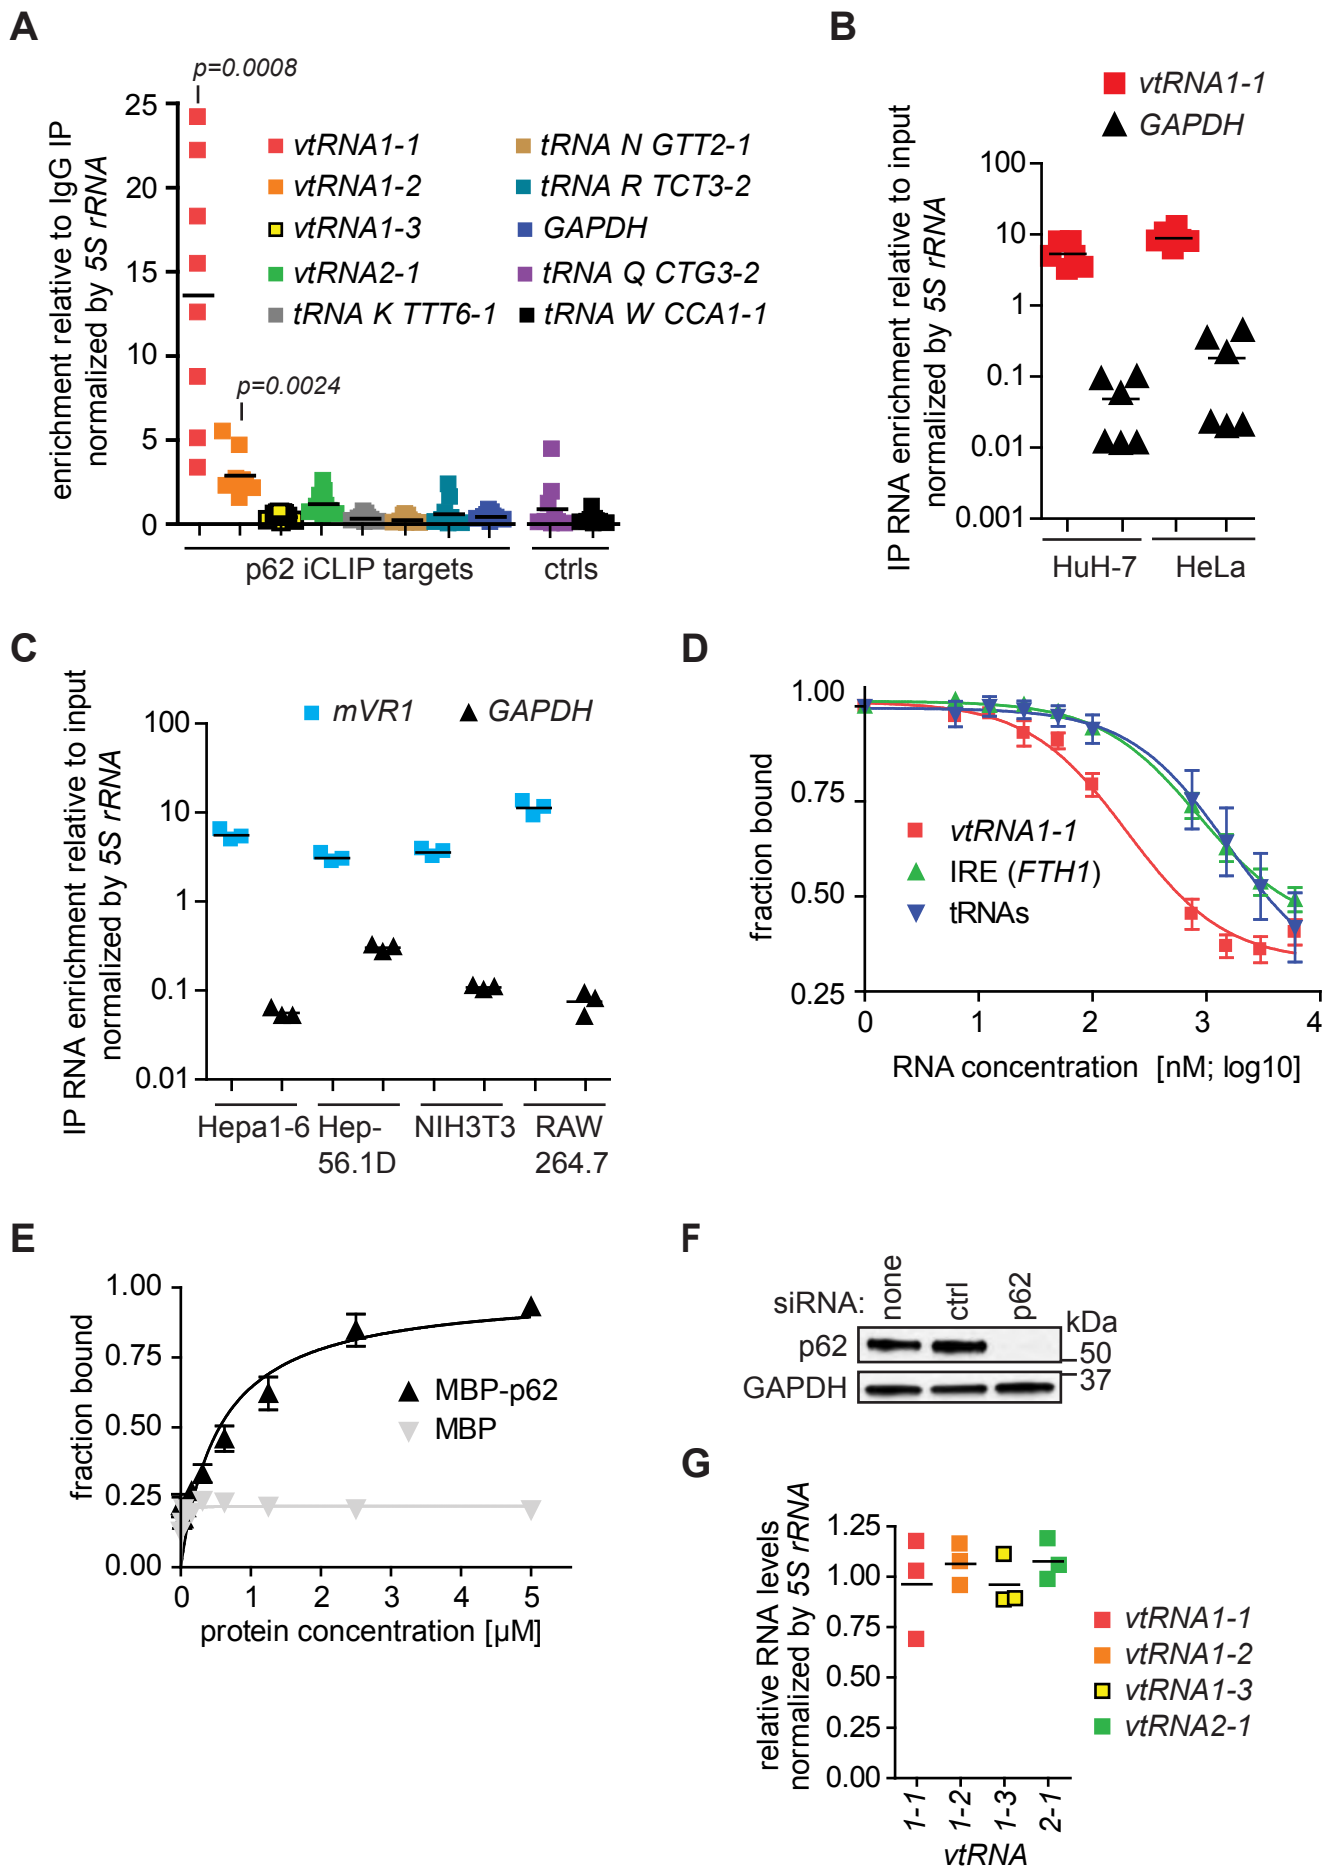 A
enrichment relative to IgG IP
normalized by 5S rRNA
p=0.0008
p=0.0024
25
20
15
10
5
0
vtRNA1-1
vtRNA1-2
vtRNA1-3
vtRNA2-1
tRNA K TTT6-1
tRNA N GTT2-1
tRNA R TCT3-2
GAPDH
tRNA Q CTG3-2
tRNA W CCA1-1
p62 iCLIP targets
ctrls
B
vtRNA1-1
GAPDH
IP RNA enrichment relative to input
normalized by 5S rRNA
100
10
1
0.1
0.01
0.001
HuH-7
HeLa
C
IP RNA enrichment relative to input
normalized by 5S rRNA
mVR1
GAPDH
100
10
1
0.1
0.01
Hepa1-6
Hep-
56.1D
NIH3T3
RAW
264.7
D
fraction bound
1.00
0.75
0.50
0.25
vtRNA1-1
IRE (FTH1)
tRNAs
0
1
2
3
4
RNA concentration [nM; log10]
E
fraction bound
1.00
0.75
0.50
0.25
0.00
MBP-p62
MBP
0
1
2
3
4
5
protein concentration [µM]
F
siRNA:
none
ctrl
p62
kDa
p62
50
GAPDH
37
G
relative RNA levels
normalized by 5S rRNA
1.25
1.00
0.75
0.50
0.25
0.00
vtRNA1-1
vtRNA1-2
vtRNA1-3
vtRNA2-1
1-1
1-2
1-3
2-1
vtRNA